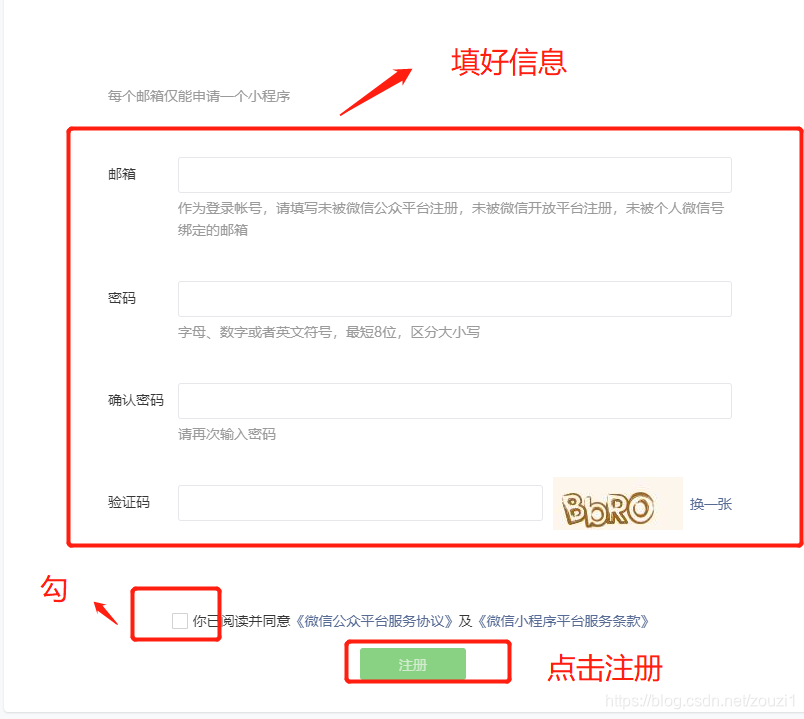 填好信息
每个邮箱仅能申请一个小程序
邮箱
作为登录帐号，请填写未被微信公众平台注册，未被微信开放平台注册，未被个人微信号
绑定的邮箱
密码
字母、数字或者英文符号，最短8位，区分大小写
确认密码
请再次输入密码
验证码 BbRO 换一张
勾
你已阅读并同意《微信公众平台服务协议》及《微信小程序平台服务条款》
注册
点击注册
https://blog.csdn.net/zouzi1